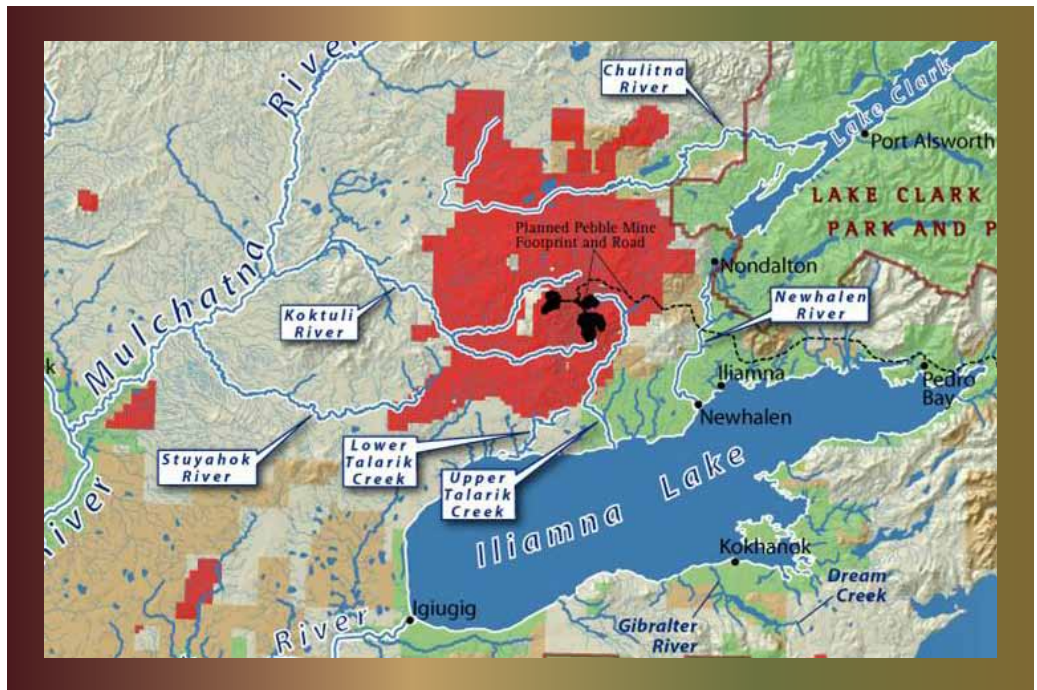 Chulitna
River
Lake Clark
Port Alsworth
LAKE CLARK
PARK AND P
River
Mulchatna
Planned Pebble Mine
Footprint and Road
Nondalton
Koktuli
River
Newhalen
River
k
Iliamna
Pedro
Bay
Newhalen
Lower
Talarik
Creek
Stuyahok
River
Upper
Talarik
Creek
Iliamna Lake
River
Kokhanok
Dream
Creek
Igiugig
River
Gibralter
River